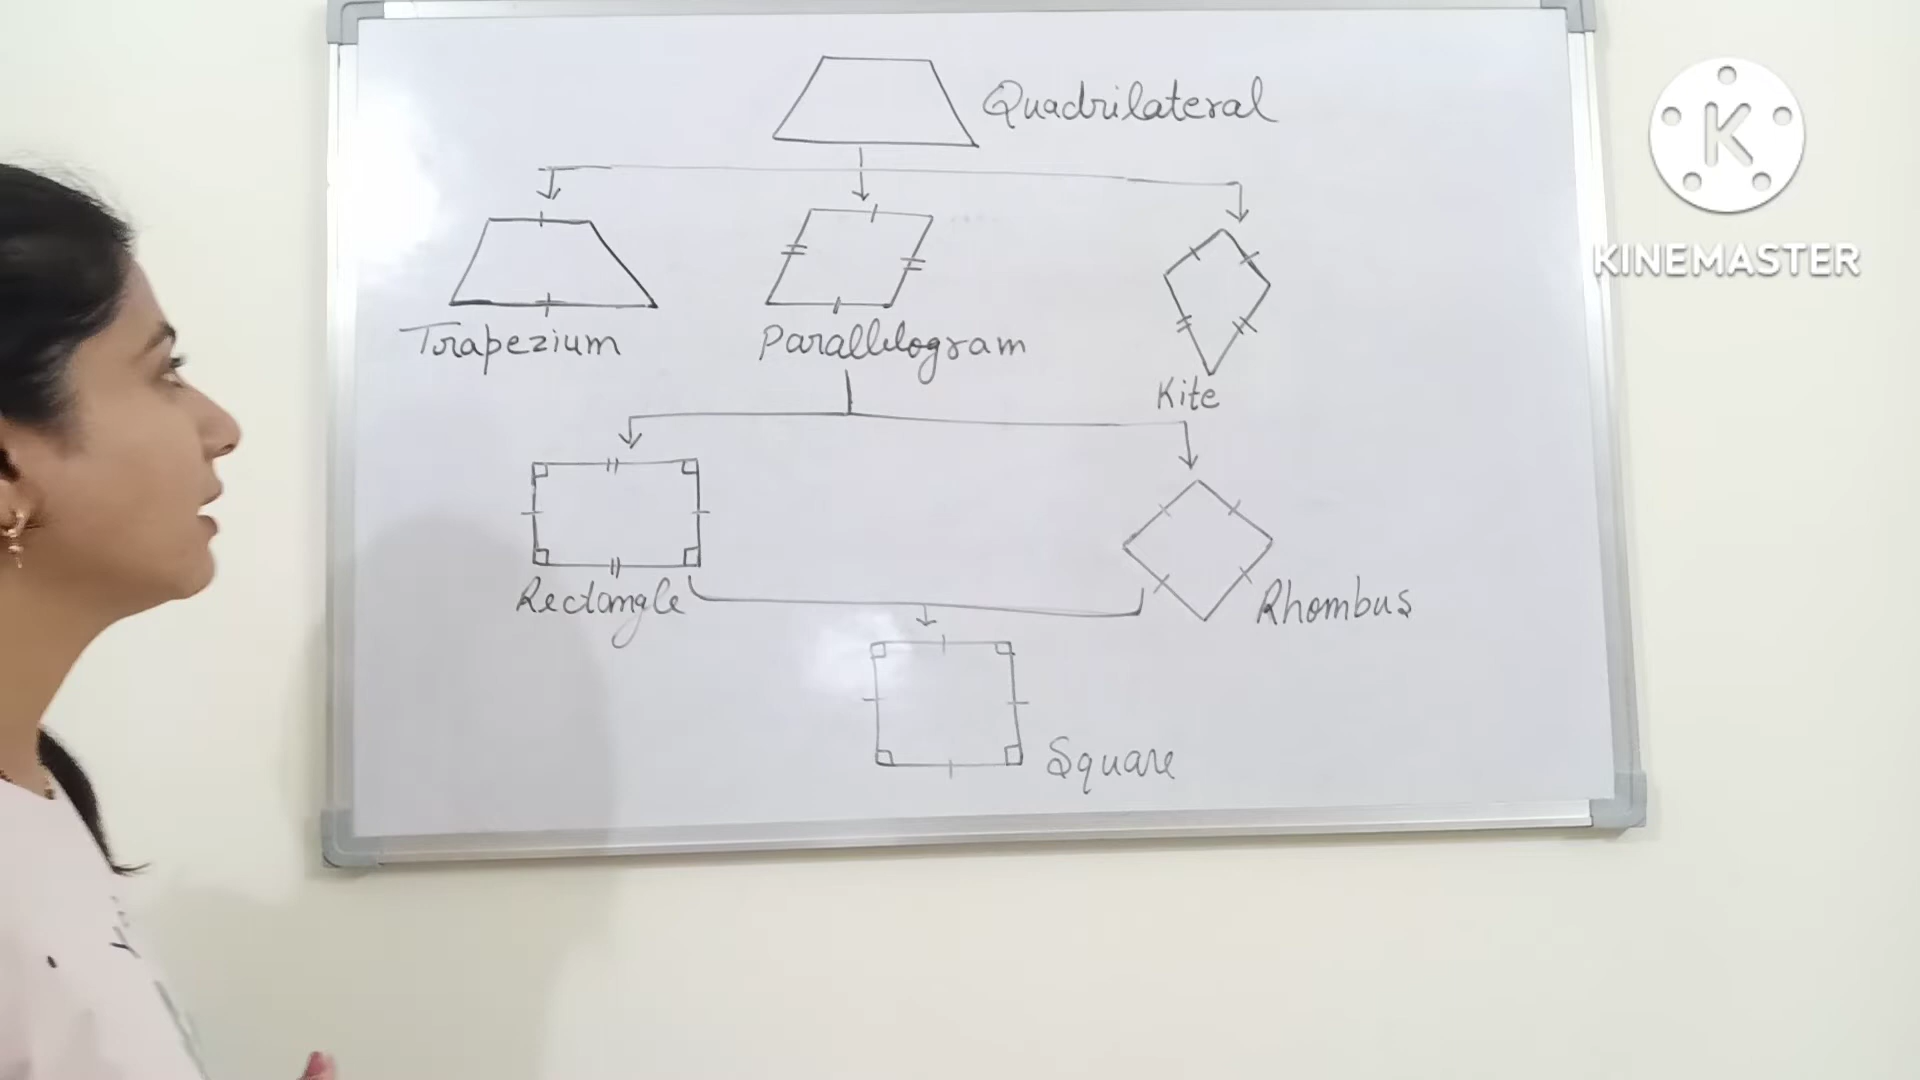 Quadrilateral
Trapezium
Parallelogram
Kite
Rectangle
Rhombus
Square
K
KINEMASTER